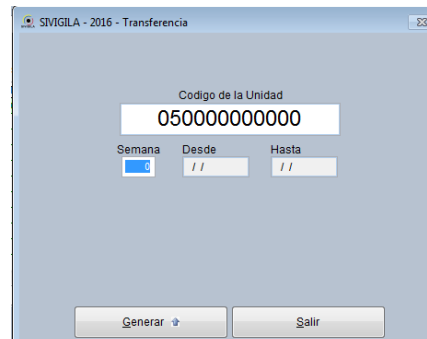 SIVIGILA - 2016 - Transferencia
Codigo de la Unidad
050000000000
Semana Desde Hasta
0 / / / /
Generar Salir